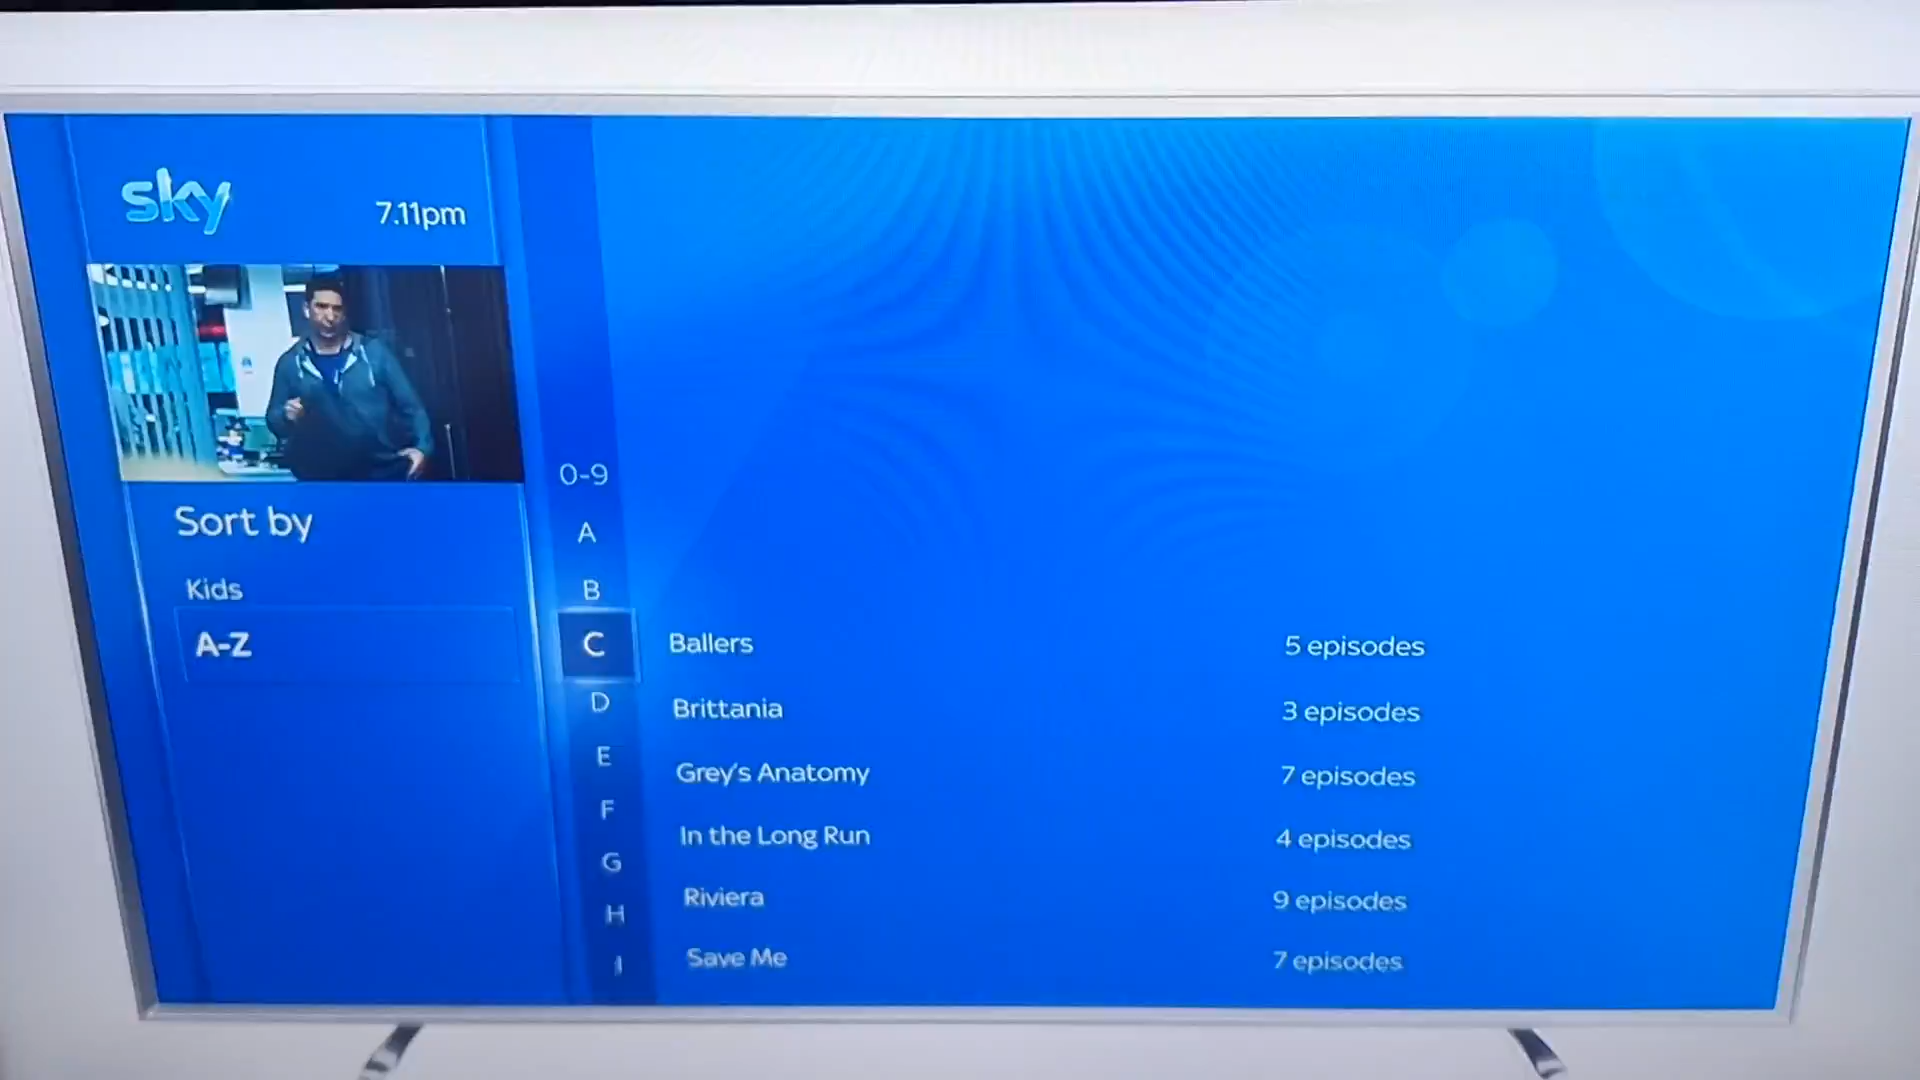 sky
7.11pm
Sort by
Kids
A-Z
0-9
A
B
C
D
E
F
G
H
I
Ballers 5 episodes
Brittania 3 episodes
Grey's Anatomy 7 episodes
In the Long Run 4 episodes
Riviera 9 episodes
Save Me 7 episodes